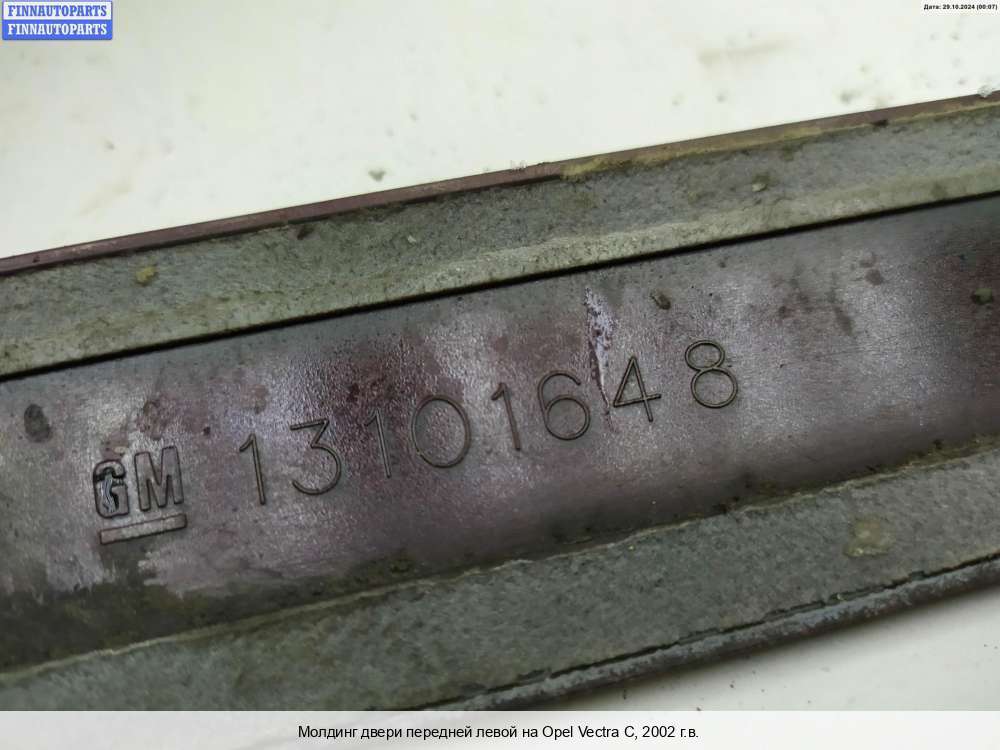 FINNAUTOPARTS
FINNAUTOPARTS
Дата: 29.10.2024 (00:07)
GM 13101648
Молдинг двери передней левой на Opel Vectra C, 2002 г.в.